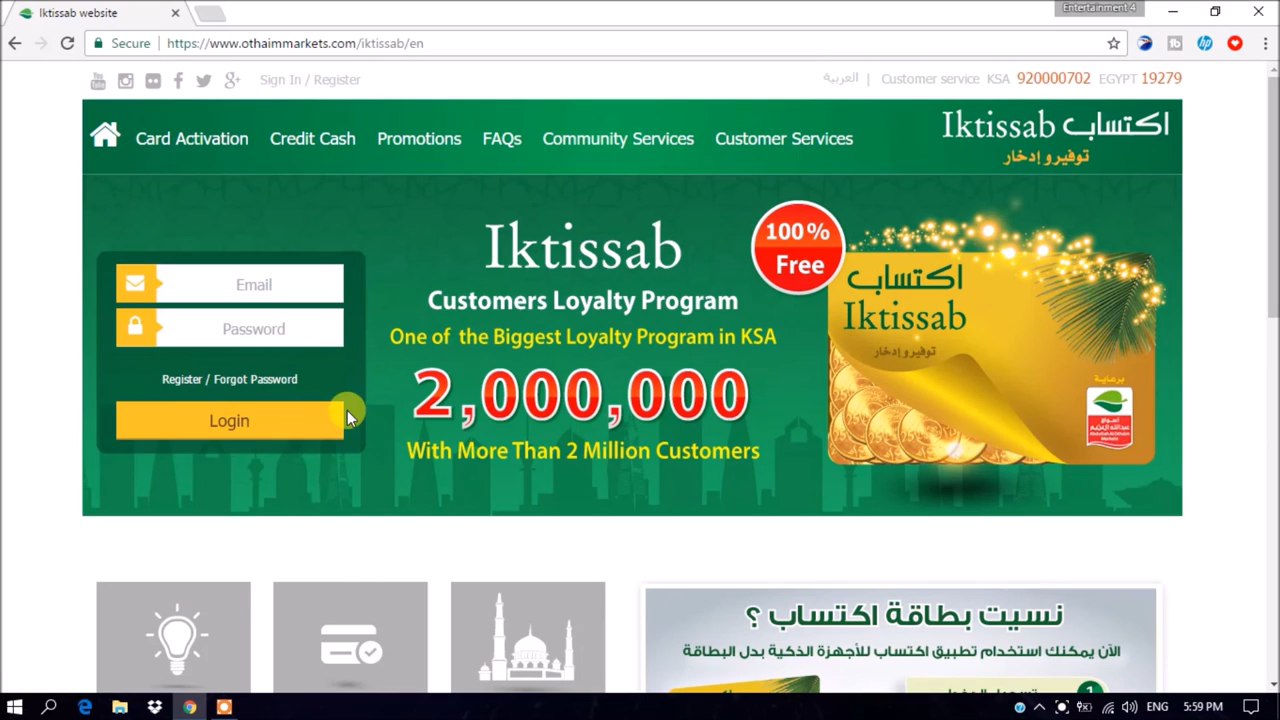 Iktissab website
Entertainment 4
Secure
https://www.othaimmarkets.com/iktissab/en
Sign In / Register
العربية | Customer service KSA 920000702 EGYPT 19279
Card Activation
Credit Cash
Promotions
FAQs
Community Services
Customer Services
Iktissab اكتساب
توفير و إدخار
Email
Password
Register / Forgot Password
Login
Iktissab
Customers Loyalty Program
One of the Biggest Loyalty Program in KSA
2,000,000
With More Than 2 Million Customers
100%
Free
اكتساب
Iktissab
توفير و إدخار
برعاية
نسيت بطاقة اكتساب ؟
الآن يمكنك استخدام تطبيق اكتساب للأجهزة الذكية بدل البطاقة
1
ENG
5:59 PM